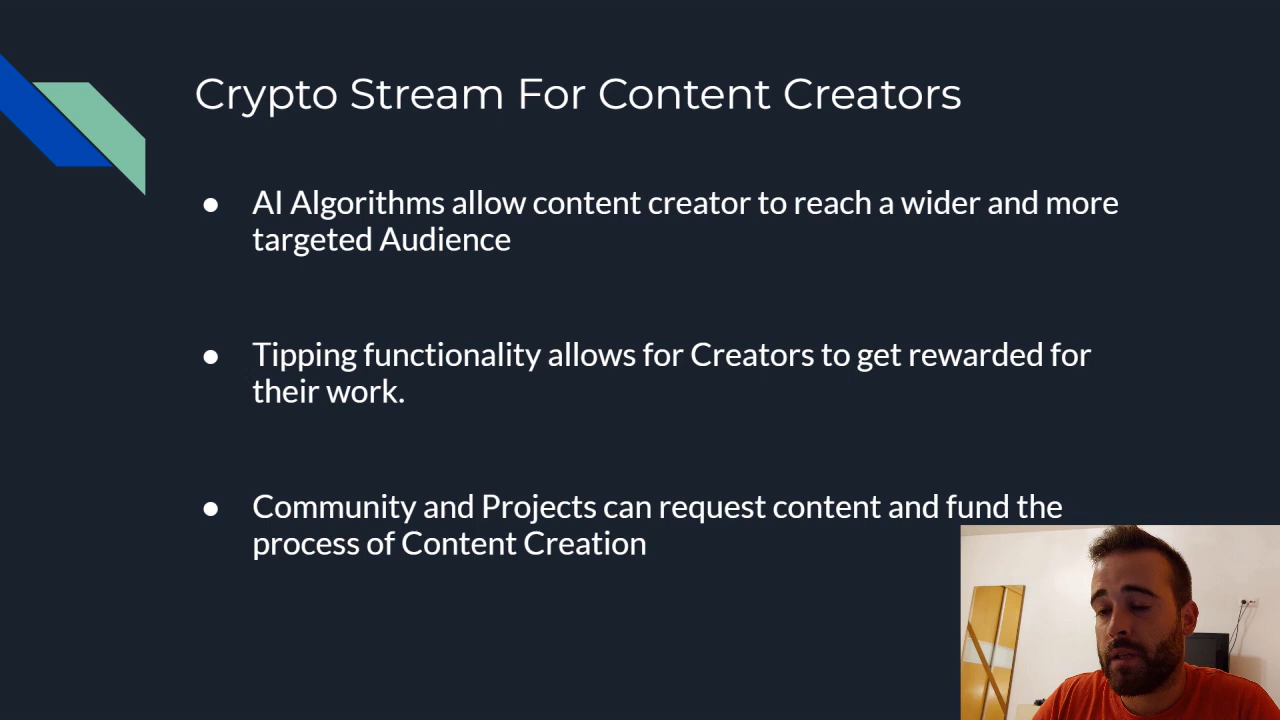 Crypto Stream For Content Creators
● AI Algorithms allow content creator to reach a wider and more
targeted Audience
● Tipping functionality allows for Creators to get rewarded for
their work.
● Community and Projects can request content and fund the
process of Content Creation